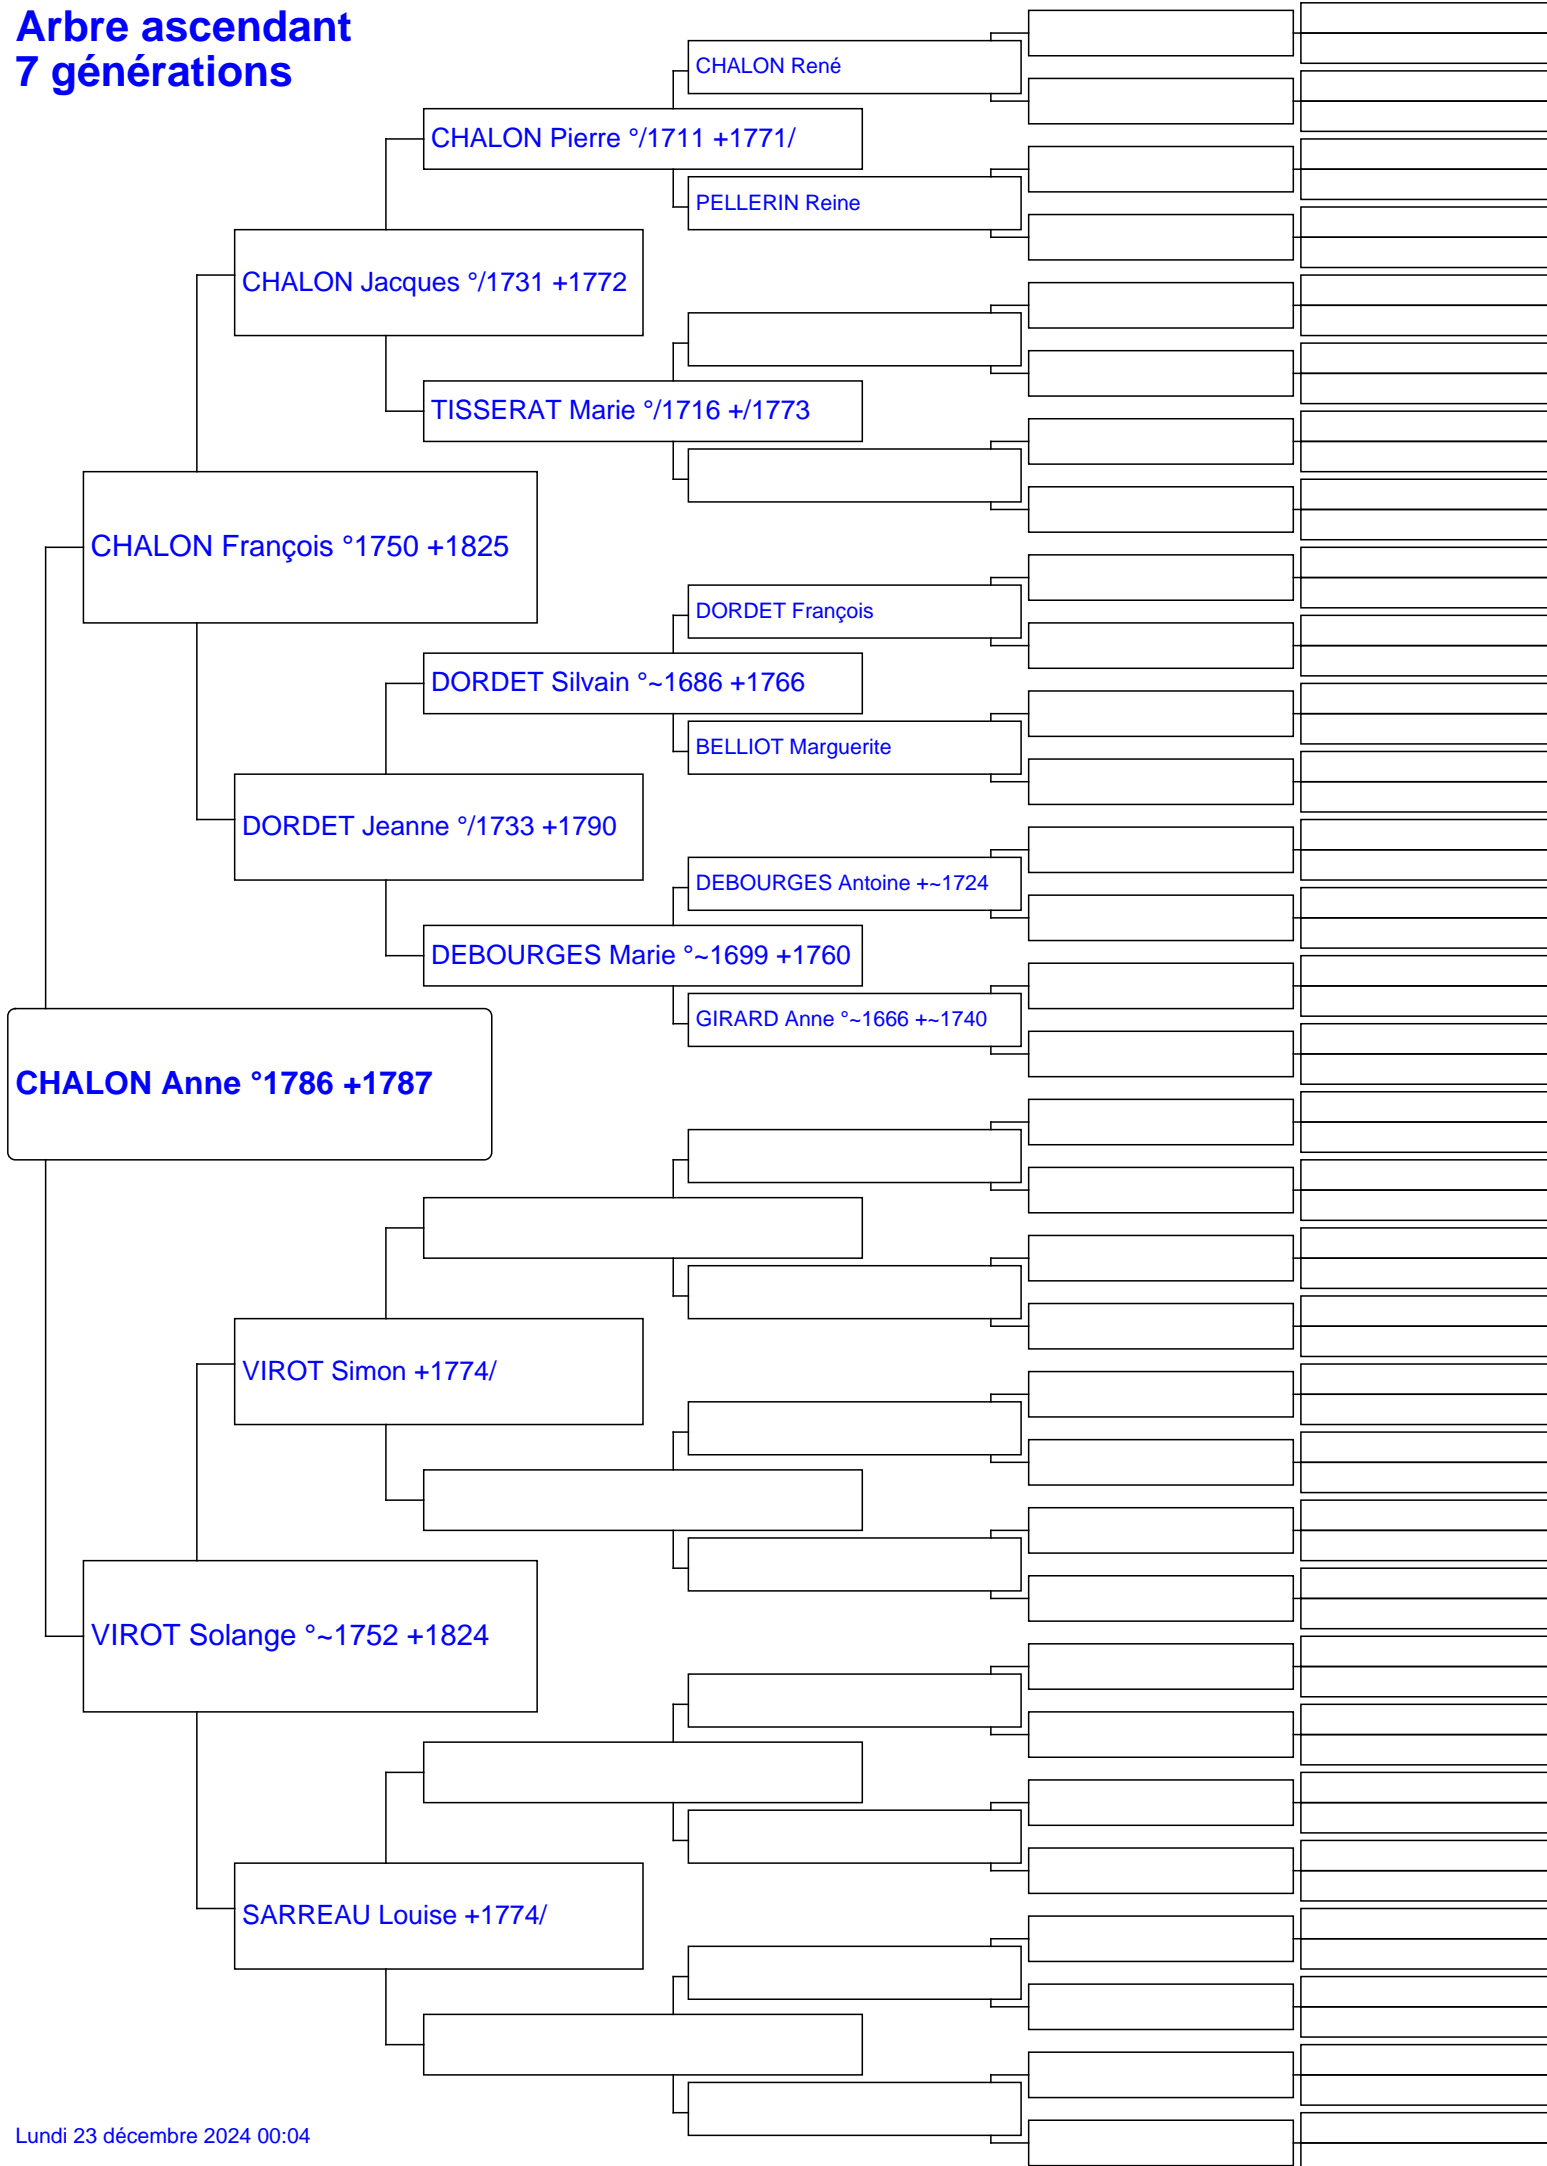 Arbre ascendant
7 générations
CHALON René
CHALON Pierre °/1711 +1771/
PELLERIN Reine
CHALON Jacques °/1731 +1772
TISSERAT Marie °/1716 +/1773
CHALON François °1750 +1825
DORDET François
DORDET Silvain °~1686 +1766
BELLIOT Marguerite
DORDET Jeanne °/1733 +1790
DEBOURGES Antoine +~1724
DEBOURGES Marie °~1699 +1760
GIRARD Anne °~1666 +~1740
CHALON Anne °1786 +1787
VIROT Simon +1774/
VIROT Solange °~1752 +1824
SARREAU Louise +1774/
Lundi 23 décembre 2024 00:04